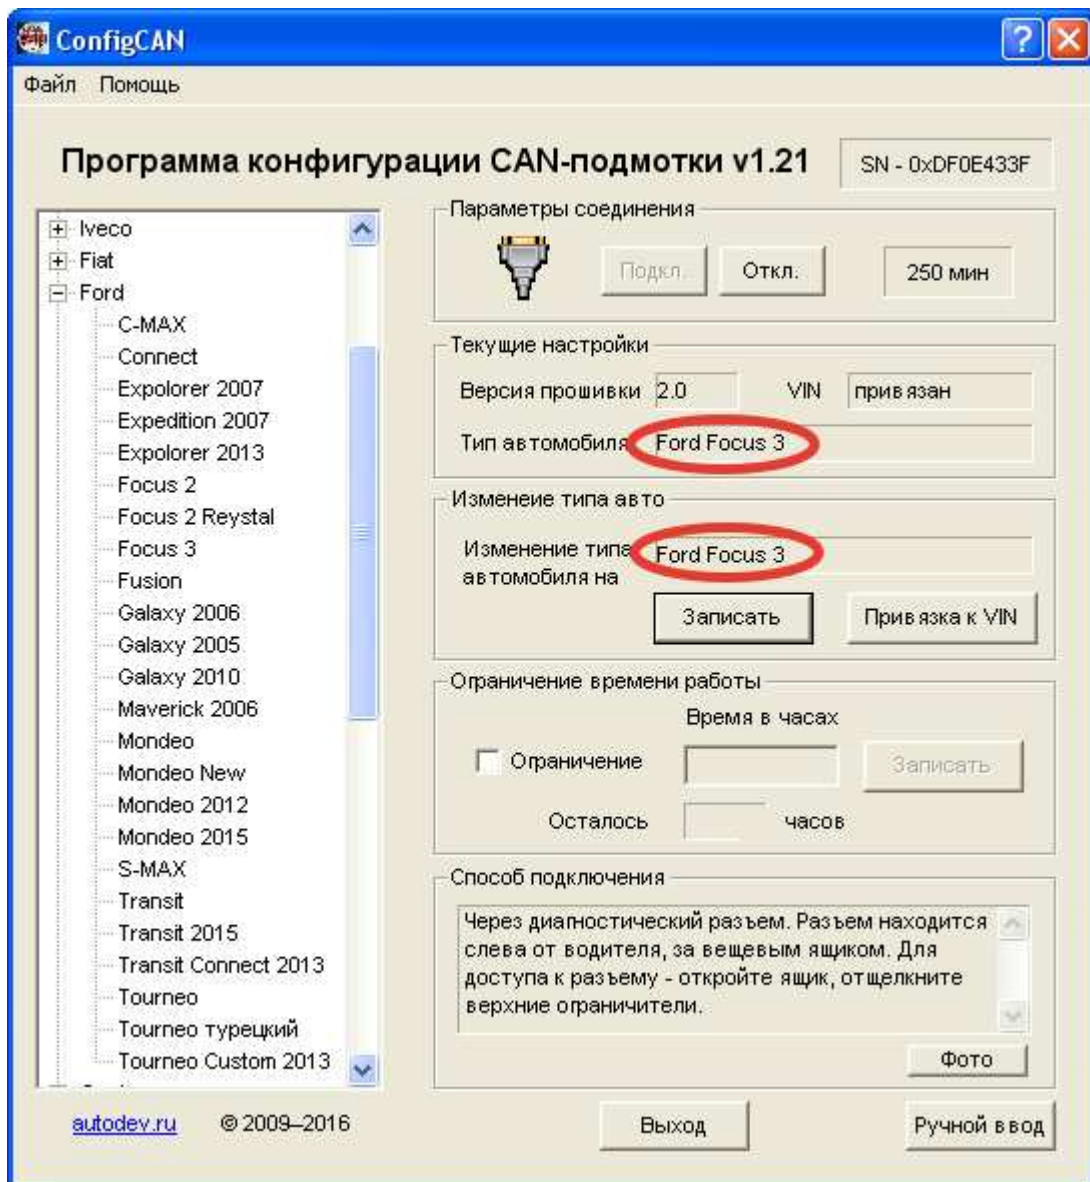 ConfigCAN
Файл Помощь
Программа конфигурации CAN-подмотки v1.21
SN - 0xDF0E433F
Iveco
Fiat
Ford
C-MAX
Connect
Expolorer 2007
Expedition 2007
Expolorer 2013
Focus 2
Focus 2 Reystal
Focus 3
Fusion
Galaxy 2006
Galaxy 2005
Galaxy 2010
Maverick 2006
Mondeo
Mondeo New
Mondeo 2012
Mondeo 2015
S-MAX
Transit
Transit 2015
Transit Connect 2013
Tourneo
Tourneo турецкий
Tourneo Custom 2013
Параметры соединения
Подкл. Откл. 250 мин
Текущие настройки
Версия прошивки 2.0 VIN привязан
Тип автомобиля Ford Focus 3
Изменеие типа авто
Изменение типа
автомобиля на
Ford Focus 3
Записать Привязка к VIN
Ограничение времени работы
Время в часах
Ограничение Записать
Осталось часов
Способ подключения
Через диагностический разъем. Разъем находится
слева от водителя, за вещевым ящиком. Для
доступа к разъему - откройте ящик, отщелкните
верхние ограничители.
Фото
autodev.ru © 2009–2016
Выход Ручной ввод